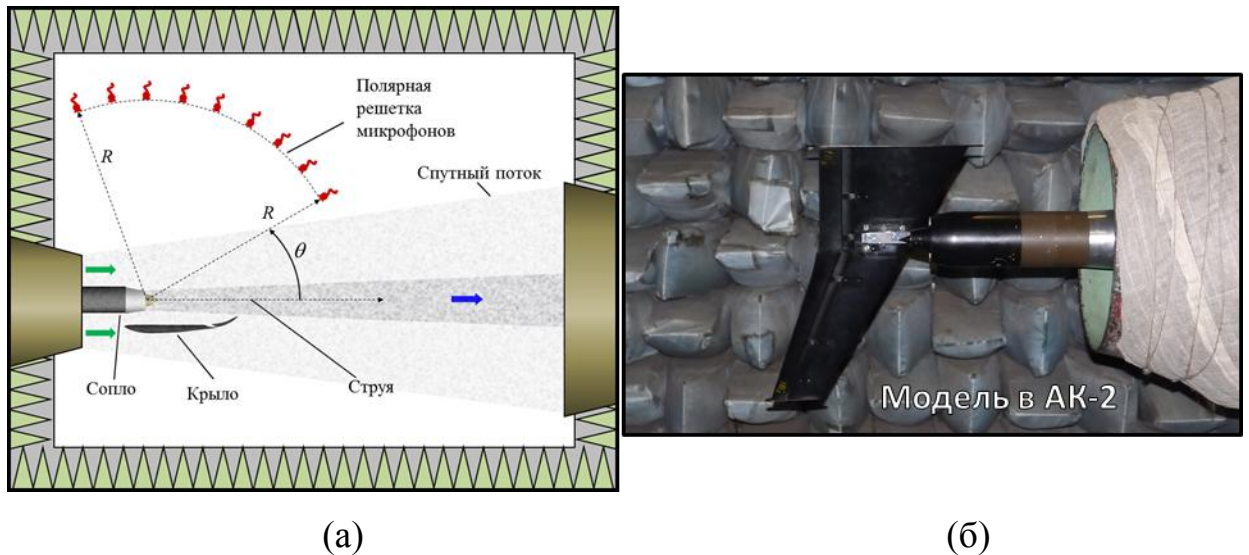 Полярная
решетка
микрофонов
R
Спутный поток
R
θ
Сопло
Крыло
Струя
Модель в АК-2
(а)
(б)